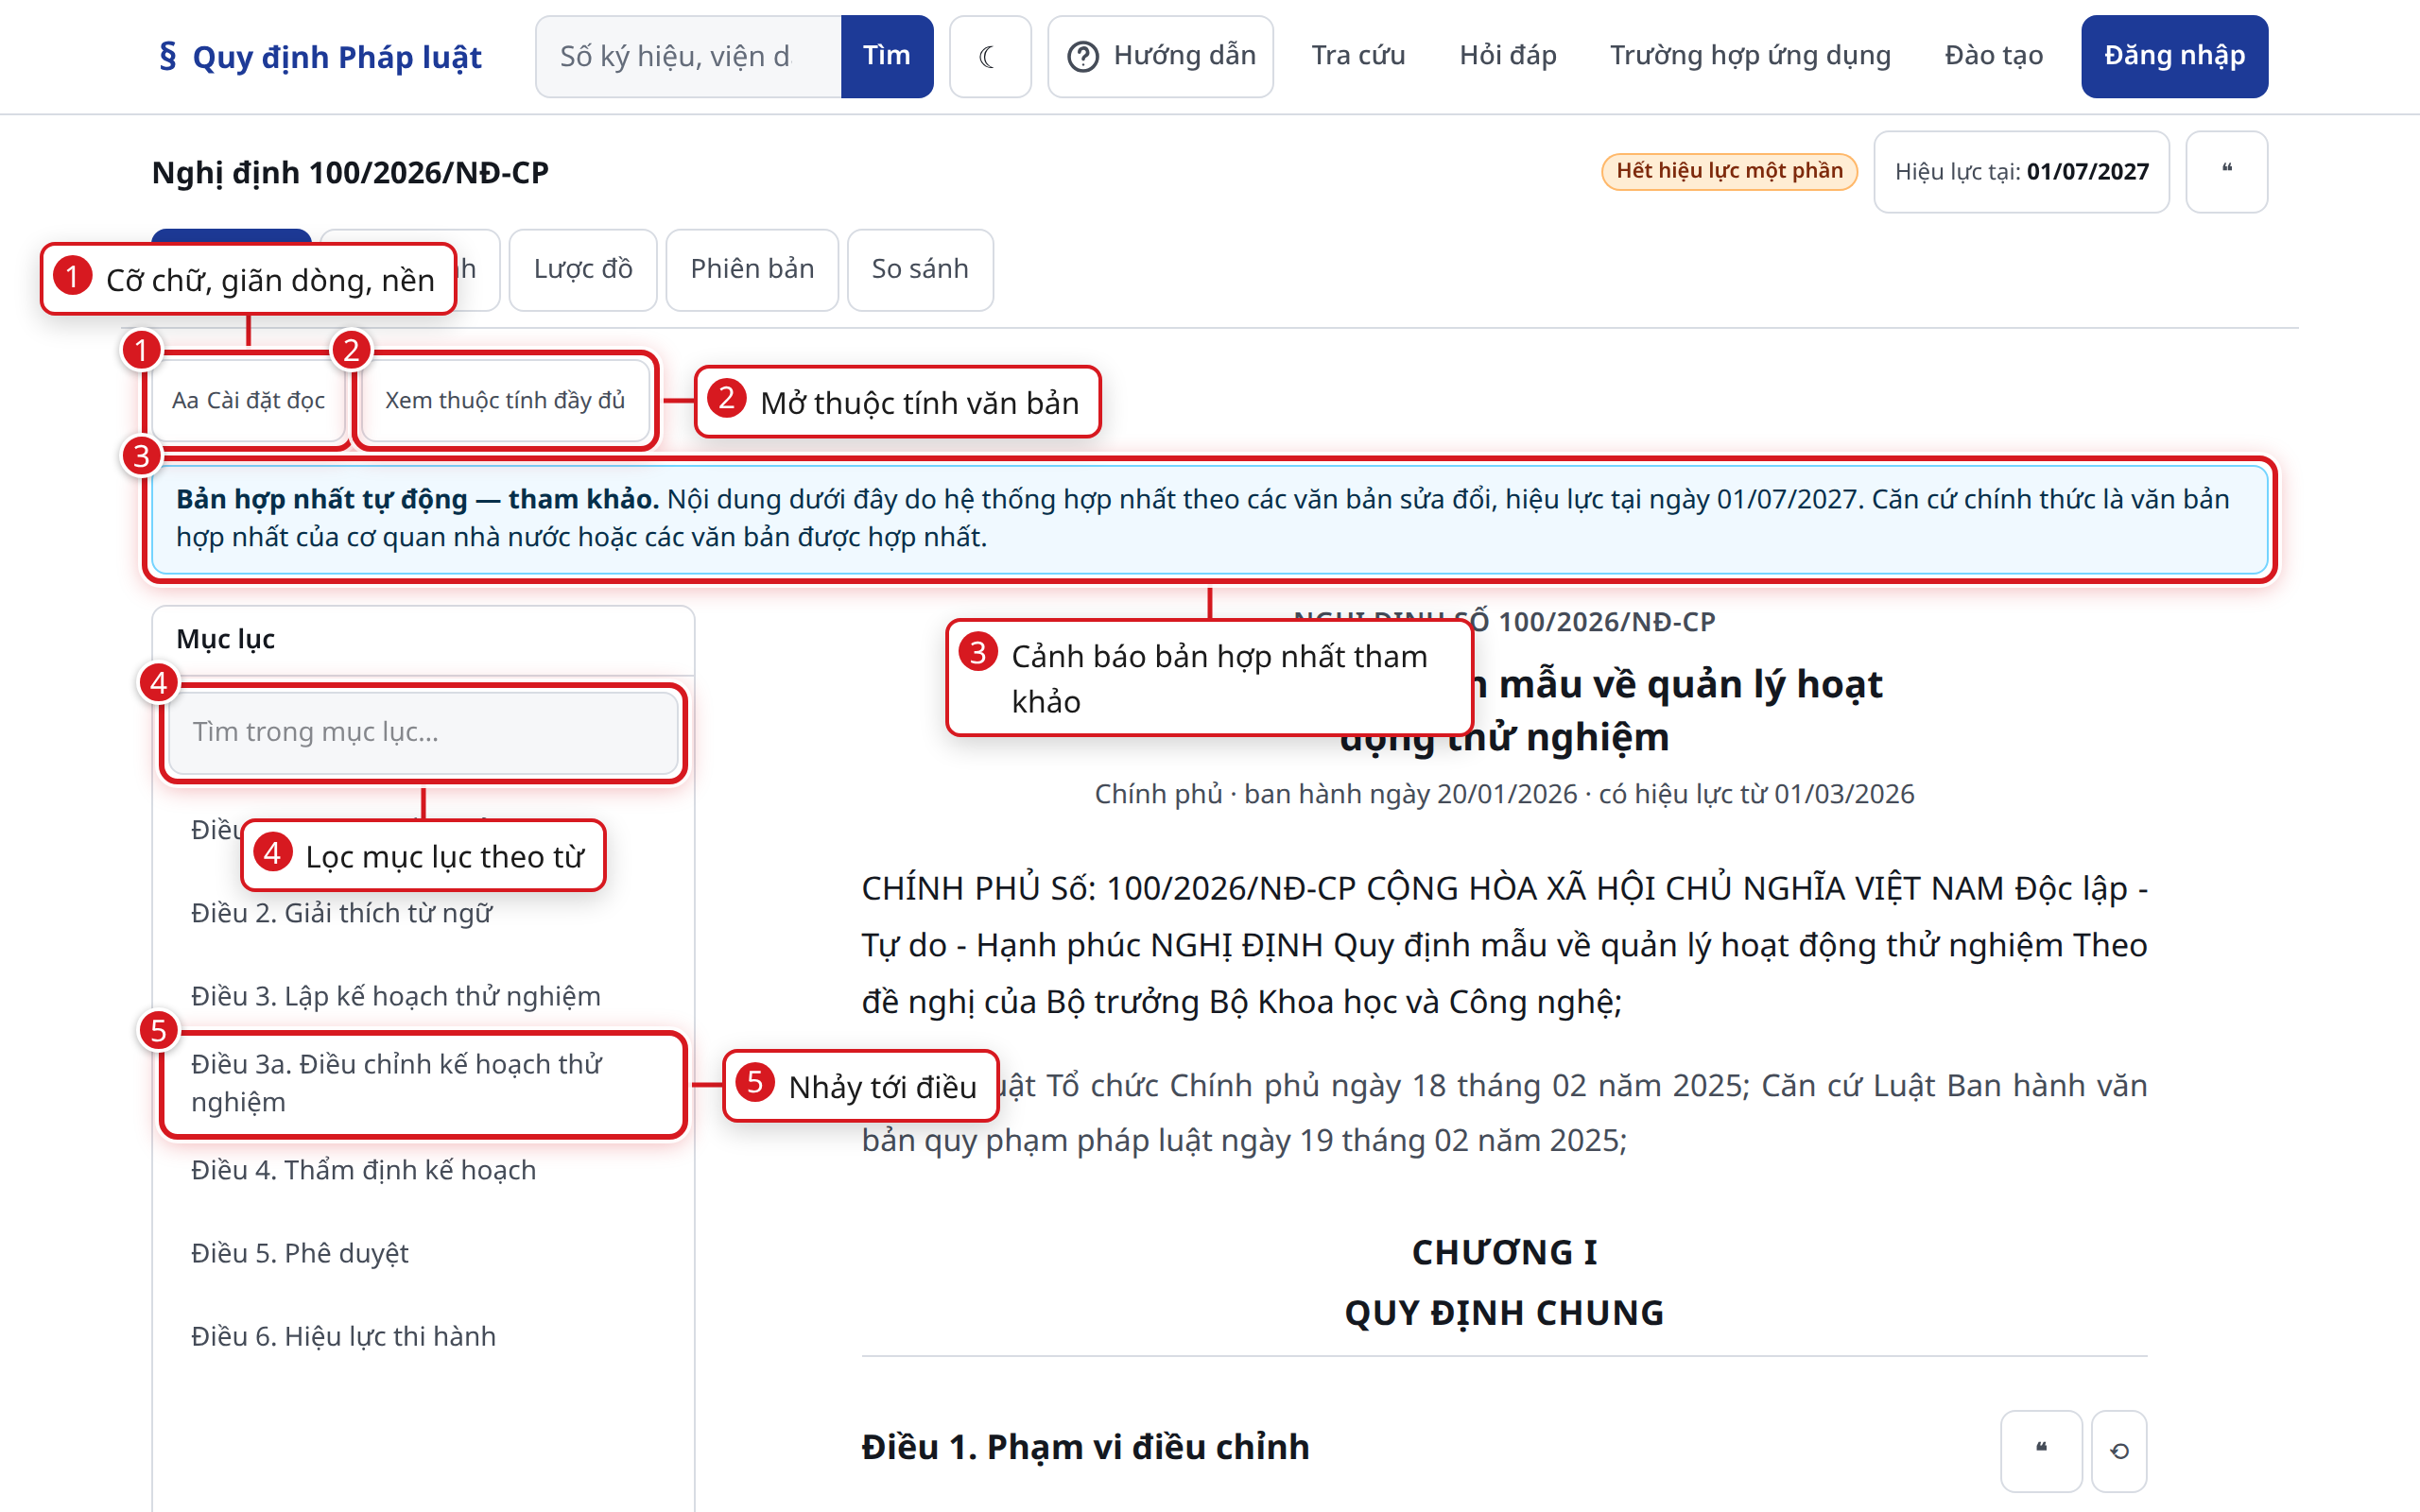 § Quy định Pháp luật
Số ký hiệu, viện d
Tìm
Hướng dẫn
Tra cứu
Hỏi đáp
Trường hợp ứng dụng
Đào tạo
Đăng nhập
Nghị định 100/2026/NĐ-CP
Hết hiệu lực một phần
Hiệu lực tại: 01/07/2027
❝
Lược đồ
Phiên bản
So sánh
1 Cỡ chữ, giãn dòng, nền
1
2
Aa Cài đặt đọc
Xem thuộc tính đầy đủ
2 Mở thuộc tính văn bản
3
Bản hợp nhất tự động — tham khảo. Nội dung dưới đây do hệ thống hợp nhất theo các văn bản sửa đổi, hiệu lực tại ngày 01/07/2027. Căn cứ chính thức là văn bản
hợp nhất của cơ quan nhà nước hoặc các văn bản được hợp nhất.
Mục lục
4
Tìm trong mục lục...
4 Lọc mục lục theo từ
Điều
Điều 2. Giải thích từ ngữ
Điều 3. Lập kế hoạch thử nghiệm
5
Điều 3a. Điều chỉnh kế hoạch thử
nghiệm
5 Nhảy tới điều
Điều 4. Thẩm định kế hoạch
Điều 5. Phê duyệt
Điều 6. Hiệu lực thi hành
NGHỊ ĐỊNH SỐ 100/2026/NĐ-CP
3 Cảnh báo bản hợp nhất tham
khảo
mẫu về quản lý hoạt
động thử nghiệm
Chính phủ · ban hành ngày 20/01/2026 · có hiệu lực từ 01/03/2026
CHÍNH PHỦ Số: 100/2026/NĐ-CP CỘNG HÒA XÃ HỘI CHỦ NGHĨA VIỆT NAM Độc lập -
Tự do - Hạnh phúc NGHỊ ĐỊNH Quy định mẫu về quản lý hoạt động thử nghiệm Theo
đề nghị của Bộ trưởng Bộ Khoa học và Công nghệ;
Tổ chức Chính phủ ngày 18 tháng 02 năm 2025; Căn cứ Luật Ban hành văn
bản quy phạm pháp luật ngày 19 tháng 02 năm 2025;
CHƯƠNG I
QUY ĐỊNH CHUNG
Điều 1. Phạm vi điều chỉnh
❝